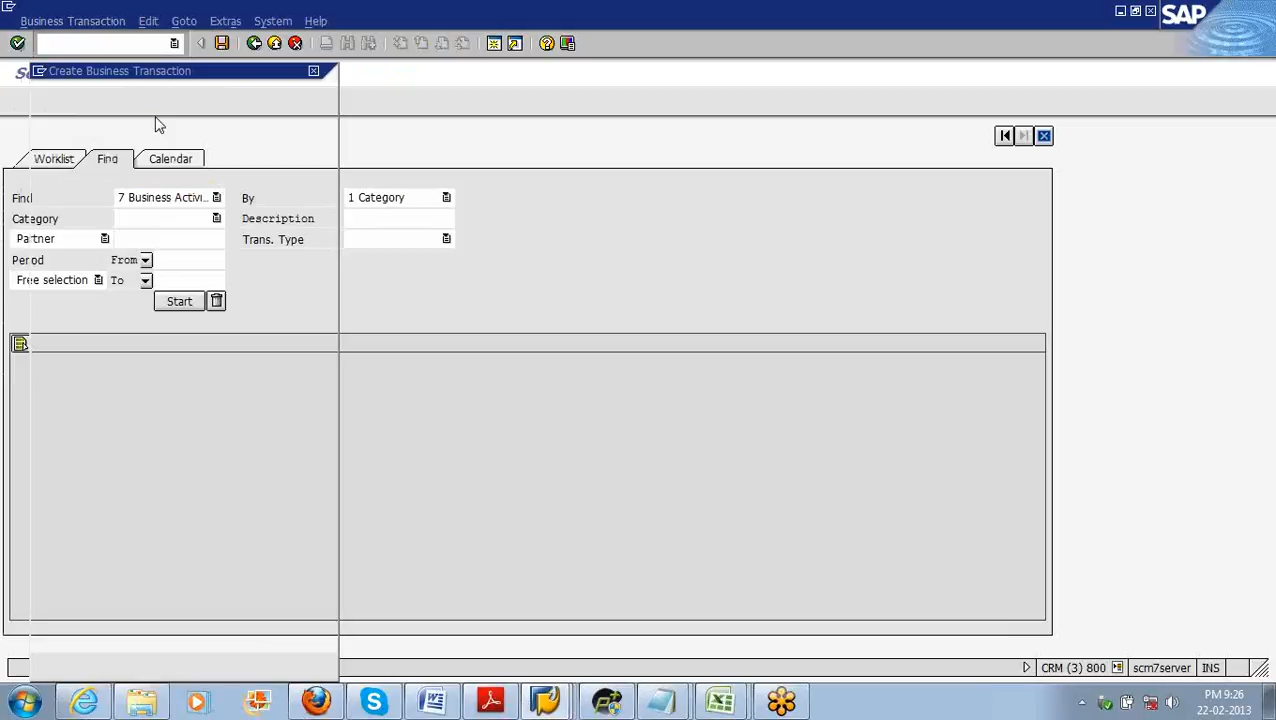 Business Transaction Edit Goto Extras System Help
SAP
Create Business Transaction
Worklist Find Calendar
Find 7 Business Activi... By 1 Category
Category Description
Partner Trans. Type
Period From
Free selection To
Start
CRM (3) 800 scm7server INS
PM 9:26
22-02-2013